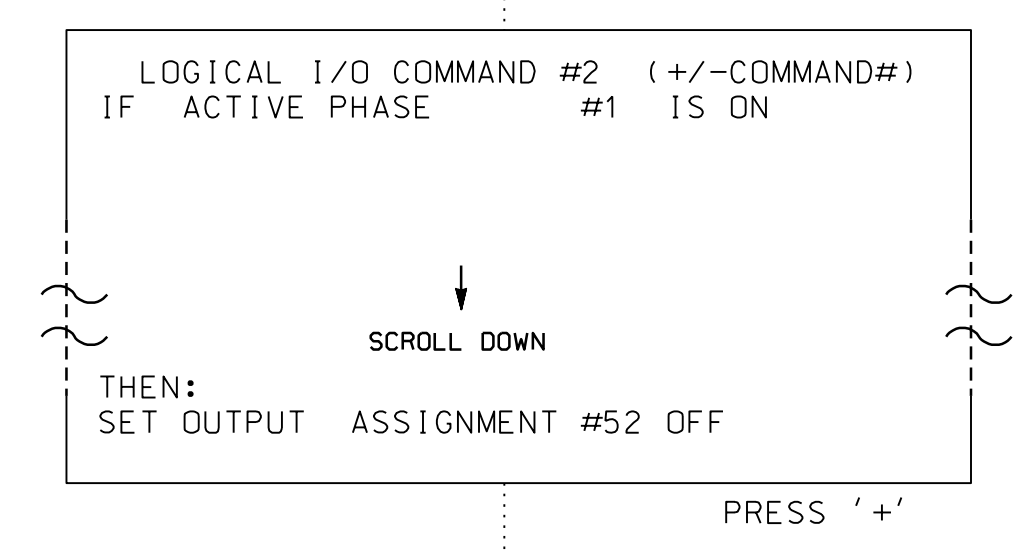 LOGICAL I/O COMMAND #2 (+/-COMMAND#)
IF ACTIVE PHASE #1 IS ON
SCROLL DOWN
THEN:
SET OUTPUT ASSIGNMENT #52 OFF
PRESS '+'